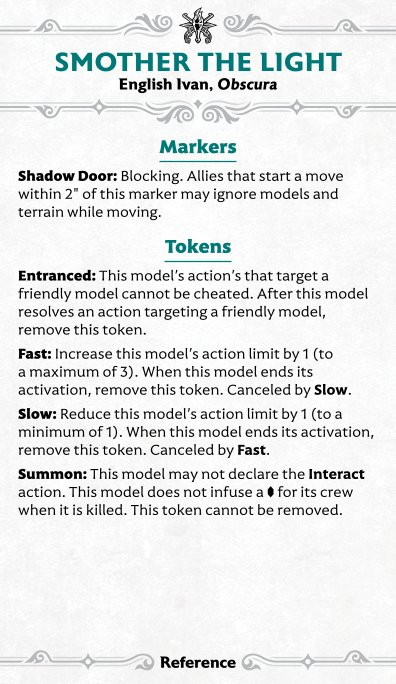 SMOTHER THE LIGHT
English Ivan, Obscura
Markers
Shadow Door: Blocking. Allies that start a move
within 2" of this marker may ignore models and
terrain while moving.
Tokens
Entranced: This model's action's that target a
friendly model cannot be cheated. After this model
resolves an action targeting a friendly model,
remove this token.
Fast: Increase this model's action limit by 1 (to
a maximum of 3). When this model ends its
activation, remove this token. Canceled by Slow.
Slow: Reduce this model's action limit by 1 (to a
minimum of 1). When this model ends its activation,
remove this token. Canceled by Fast.
Summon: This model may not declare the Interact
action. This model does not infuse a for its crew
when it is killed. This token cannot be removed.
Reference